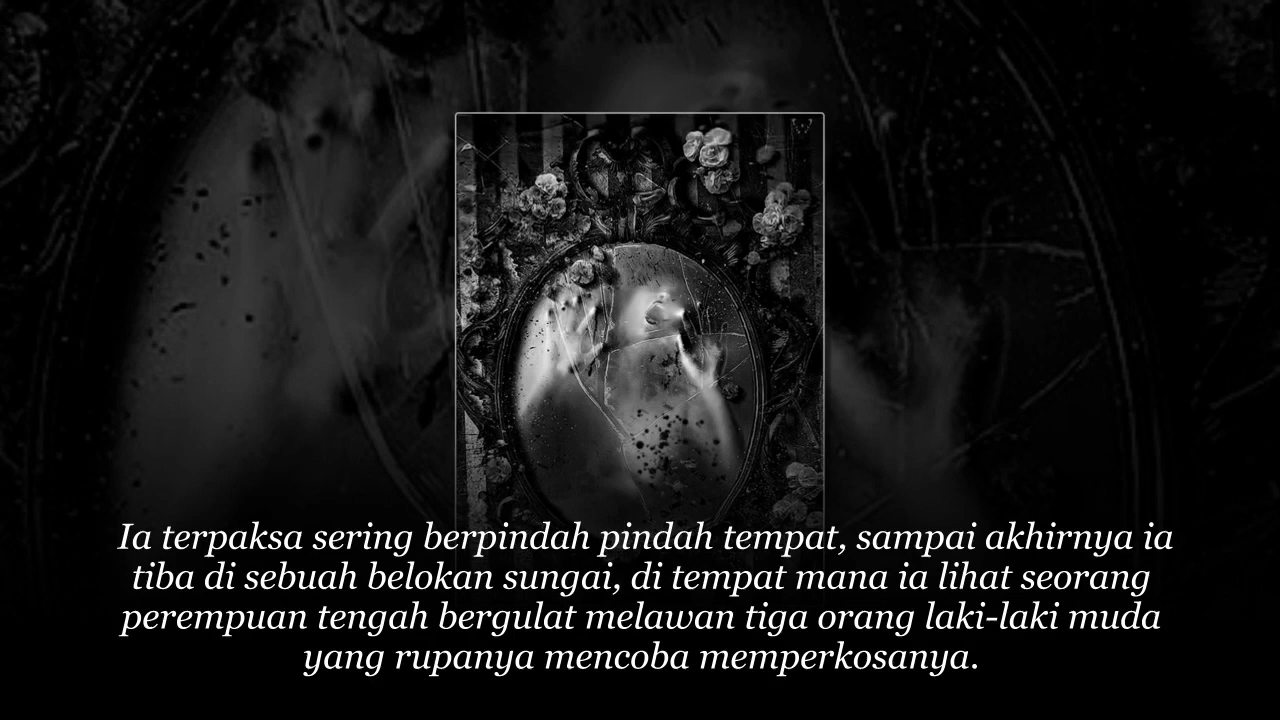 Ia terpaksa sering berpindah pindah tempat, sampai akhirnya ia
tiba di sebuah belokan sungai, di tempat mana ia lihat seorang
perempuan tengah bergulat melawan tiga orang laki-laki muda
yang rupanya mencoba memperkosanya.